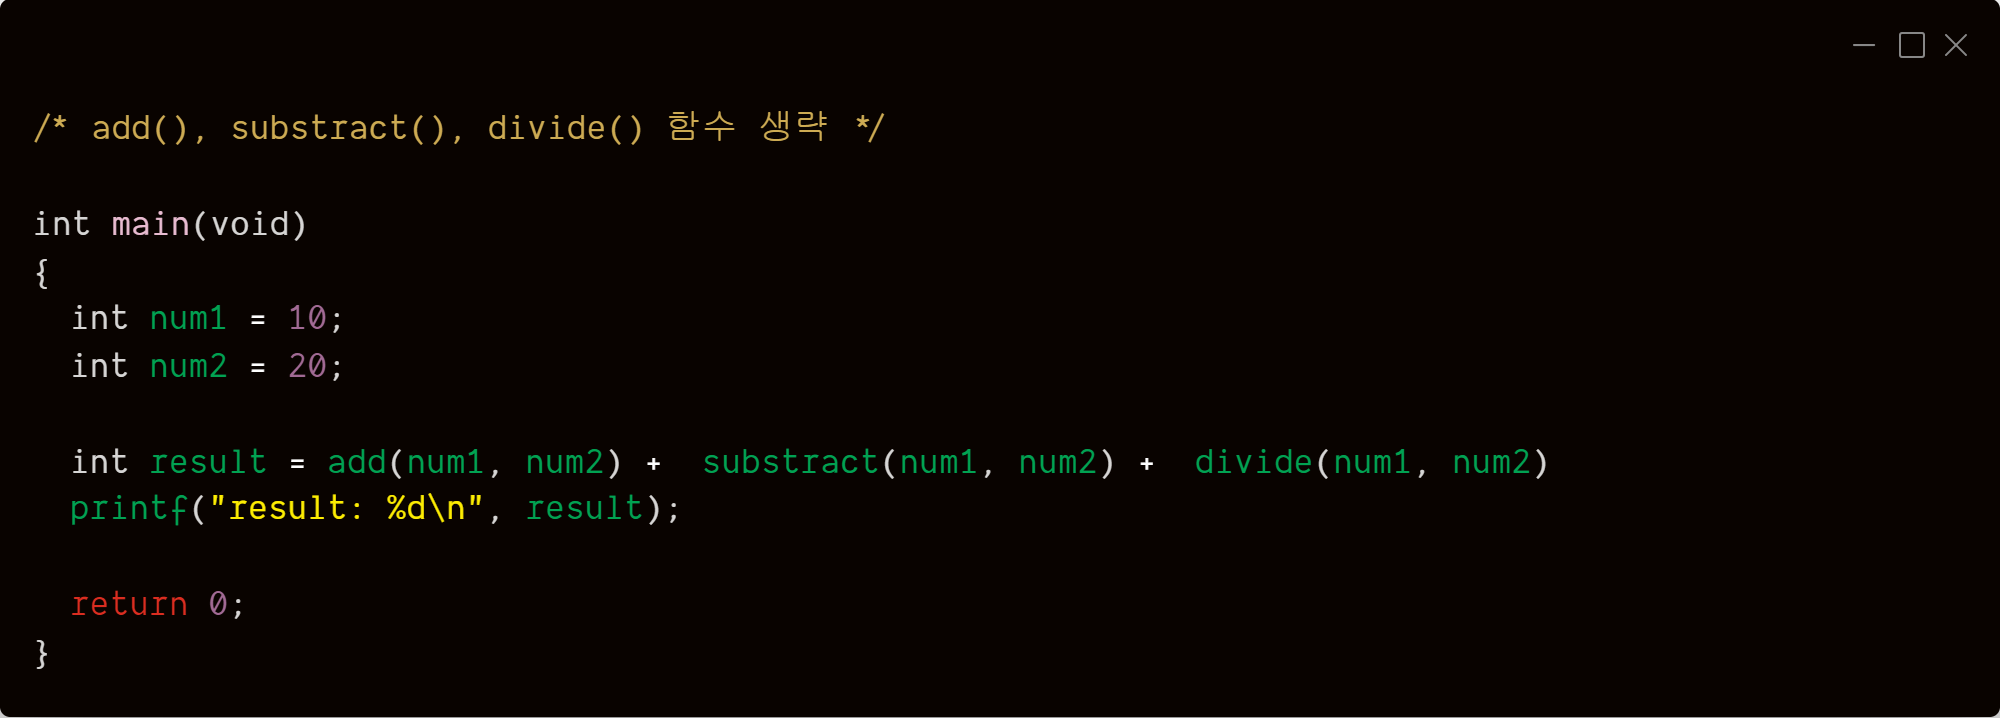 /* add(), substract(), divide() 함수 생략 */
int main(void)
{
int num1 = 10;
int num2 = 20;
int result = add(num1, num2) + substract(num1, num2) + divide(num1, num2)
printf("result: %d\n", result);
return 0;
}